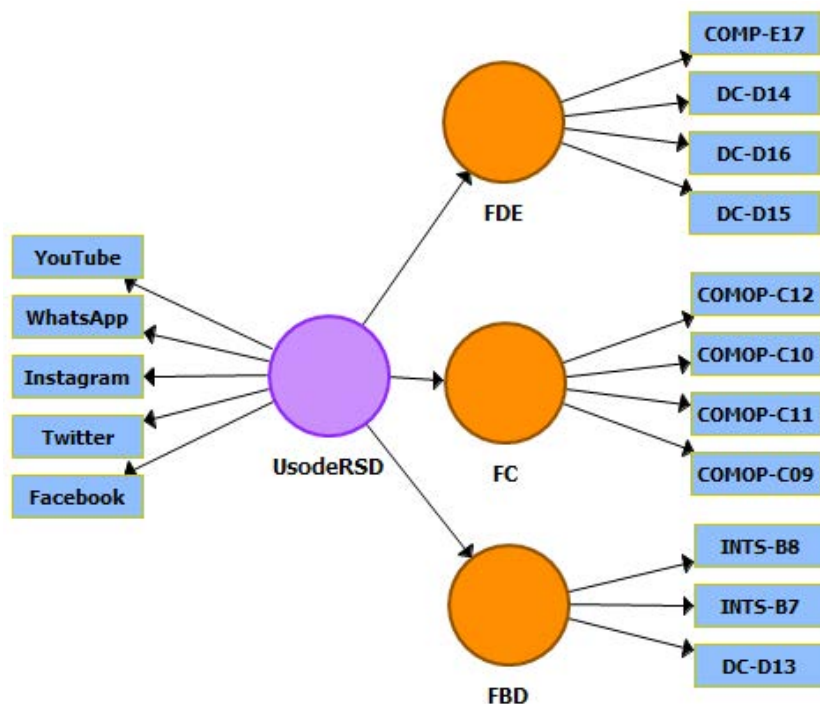 COMP-E17
DC-D14
DC-D16
DC-D15
FDE
YouTube
WhatsApp
Instagram
Twitter
Facebook
UsodeRSD
COMOP-C12
COMOP-C10
COMOP-C11
COMOP-C09
FC
INTS-B8
INTS-B7
DC-D13
FBD